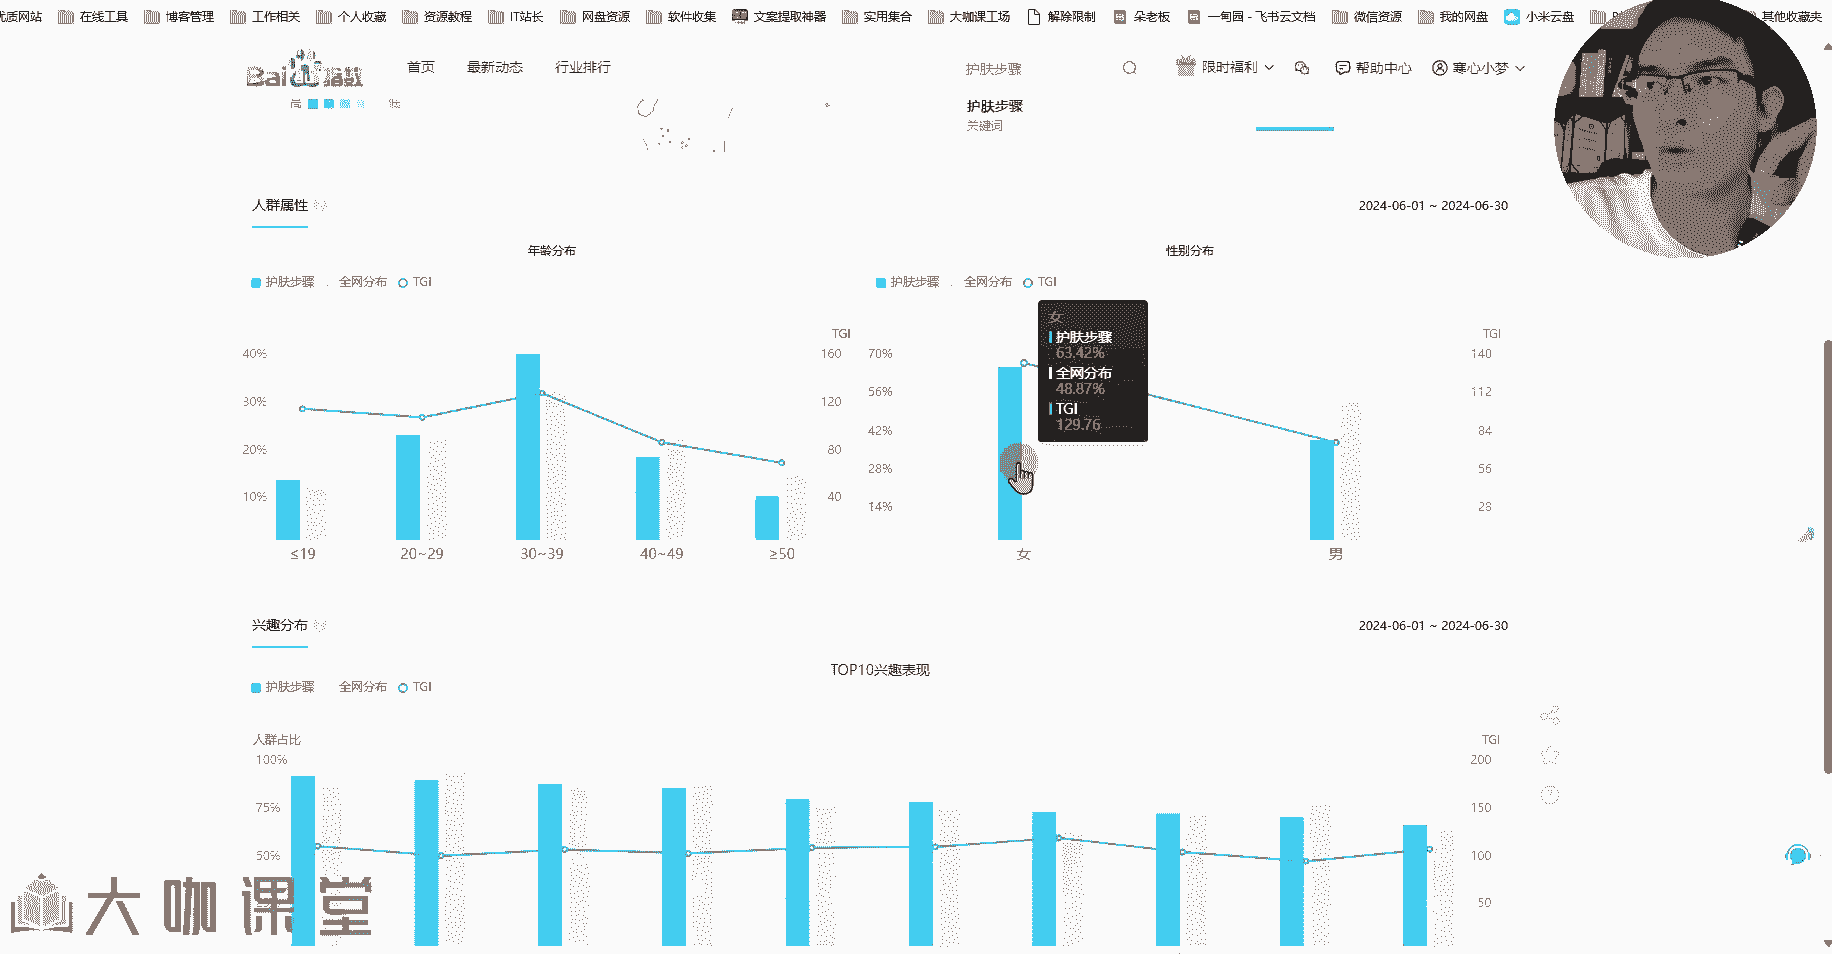 优质网站 在线工具 博客管理 工作相关 个人收藏 资源教程 IT站长 网盘资源 软件收集 文案提取神器 实用集合 大咖课工场 解除限制 朵老板 一甸园 - 飞书云文档 微信资源 我的网盘 小米云盘 其他收藏夹
Bai 指数 首页 最新动态 行业排行 护肤步骤 限时福利 帮助中心 寒心小梦
高 低
护肤步骤
关键词
人群属性 2024-06-01 ~ 2024-06-30
年龄分布 性别分布
护肤步骤 全网分布 TGI 护肤步骤 全网分布 TGI
女
护肤步骤
63.42%
全网分布
48.87%
TGI
129.76
TGI TGI
40% 160 70% 140
56% 112
30% 120
42% 84
20% 80
28% 56
10% 40
14% 28
≤19 20~29 30~39 40~49 ≥50 女 男
兴趣分布 2024-06-01 ~ 2024-06-30
TOP10兴趣表现
护肤步骤 全网分布 TGI
人群占比 TGI
100% 200
75% 150
50% 100
50
大咖课堂